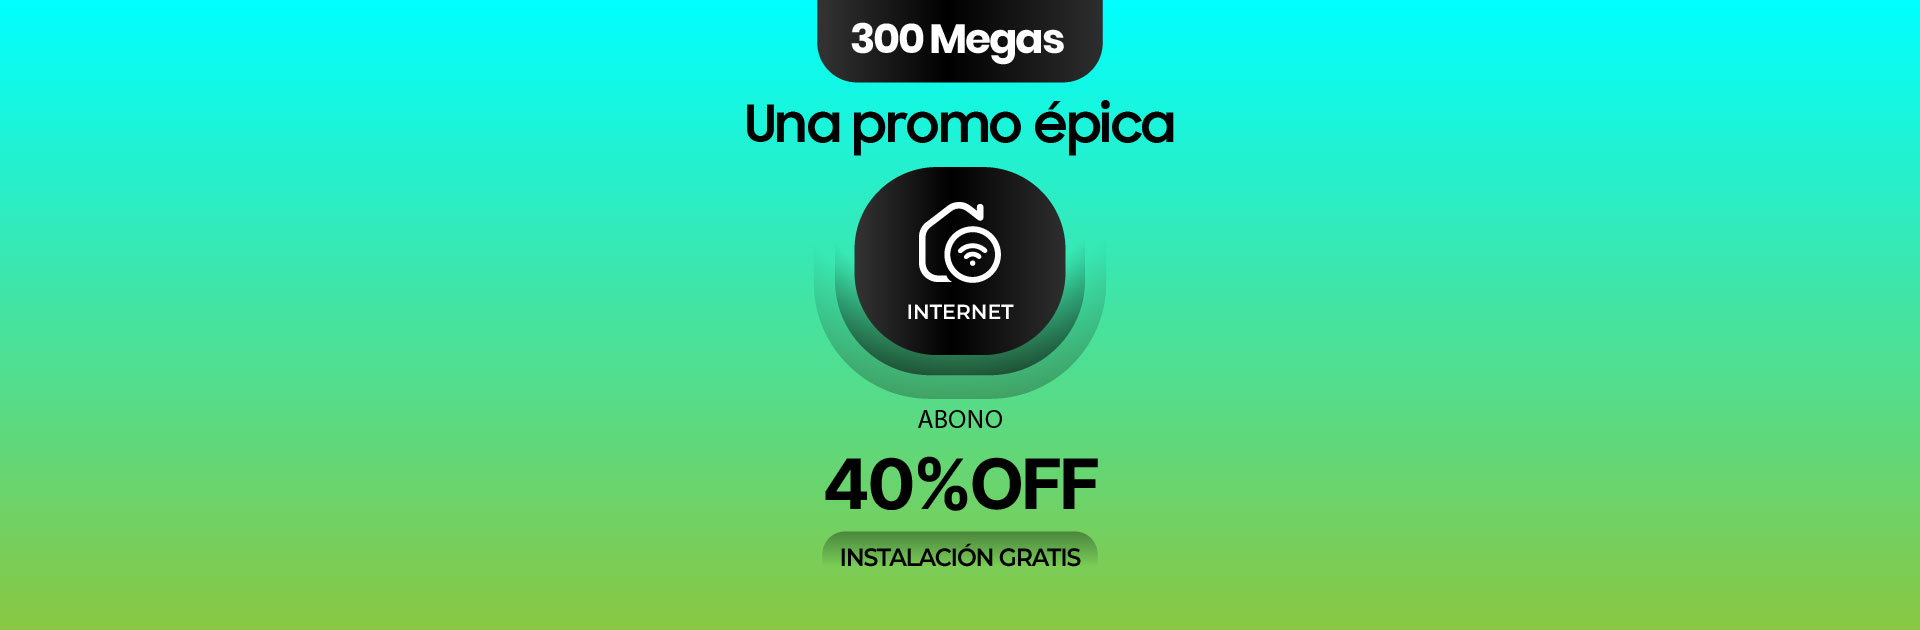 300 Megas
Una promo épica
INTERNET
ABONO
40%OFF
INSTALACIÓN GRATIS